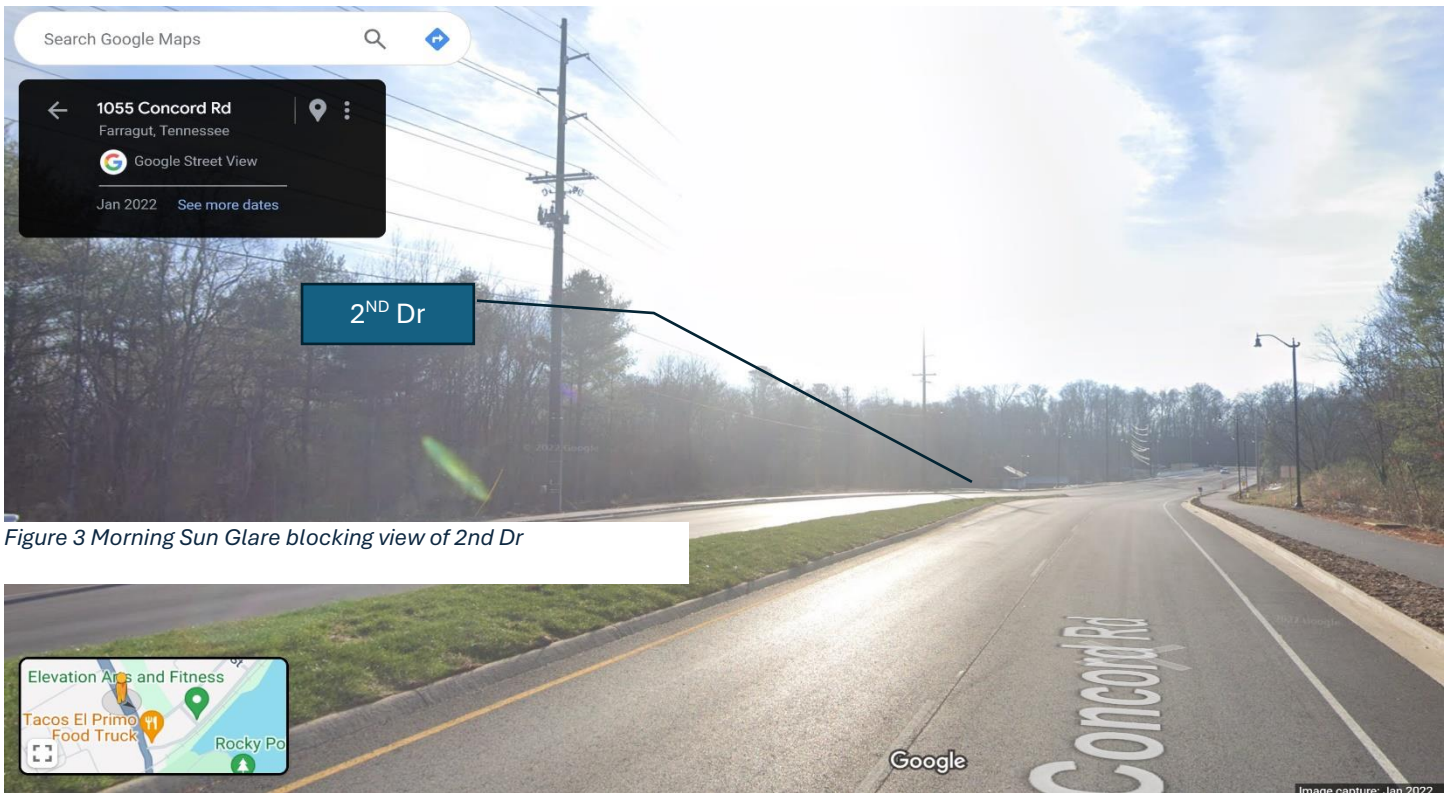 Search Google Maps
1055 Concord Rd
Farragut, Tennessee
Google Street View
Jan 2022 See more dates
2ND Dr
© 2022 Google
Figure 3 Morning Sun Glare blocking view of 2nd Dr
Concord Rd
Elevation Arts and Fitness
Tacos El Primo
Food Truck
Rocky Po
Google
Image capture: Jan 2022